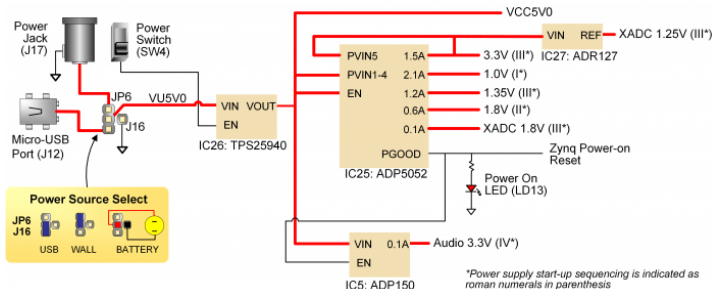 Power
Jack
(J17)
Power
Switch
(SW4)
VCC5V0
VIN REF
XADC 1.25V (III*)
IC27: ADR127
PVIN5 1.5A
3.3V (III*)
PVIN1-4 2.1A
1.0V (I*)
EN 1.2A
1.35V (III*)
0.6A
1.8V (II*)
0.1A
XADC 1.8V (III*)
PGOOD
IC25: ADP5052
JP6
VU5V0
J16
VIN VOUT
EN
IC26: TPS25940
Micro-USB
Port (J12)
Zynq Power-on
Reset
Power On
LED (LD13)
Power Source Select
JP6
J16
USB WALL BATTERY
VIN 0.1A
Audio 3.3V (IV*)
EN
IC5: ADP150
*Power supply start-up sequencing is indicated as
roman numerals in parenthesis